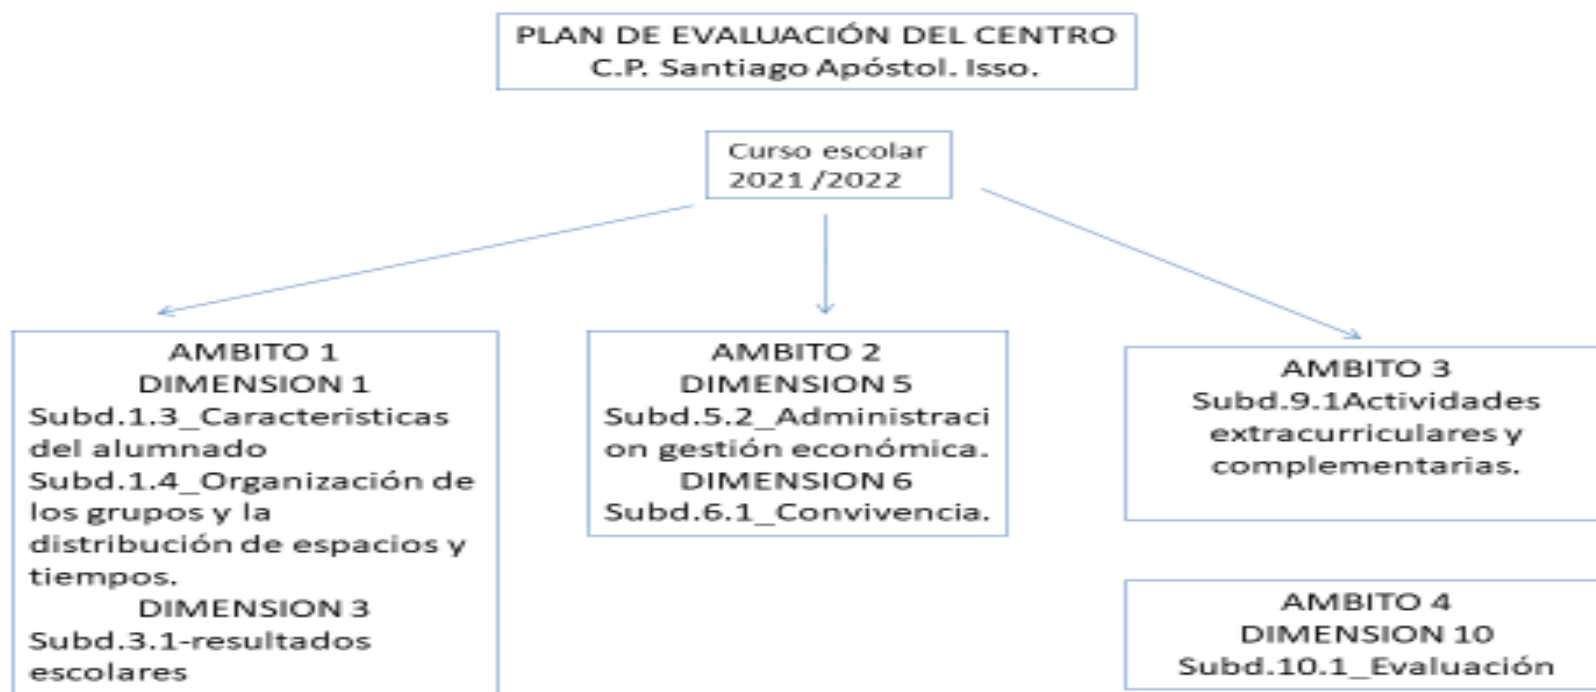 PLAN DE EVALUACIÓN DEL CENTRO
C.P. Santiago Apóstol. Isso.
Curso escolar
2021 /2022
AMBITO 1
DIMENSION 1
Subd.1.3_Caracteristicas
del alumnado
Subd.1.4_Organización de
los grupos y la
distribución de espacios y
tiempos.
DIMENSION 3
Subd.3.1-resultados
escolares
AMBITO 2
DIMENSION 5
Subd.5.2_Administraci
on gestión económica.
DIMENSION 6
Subd.6.1_Convivencia.
AMBITO 3
Subd.9.1Actividades
extracurriculares y
complementarias.
AMBITO 4
DIMENSION 10
Subd.10.1_Evaluación